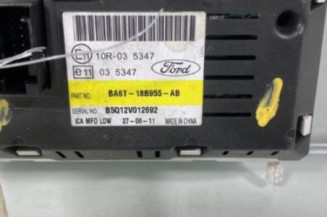 E11 10R-03 5347
e11 03 5347
Ford
PART NO. BA6T-18B955-AB
SERIAL NO. BSQ12V012692
ICA MFD LOW 27-05-11 MADE IN CHINA